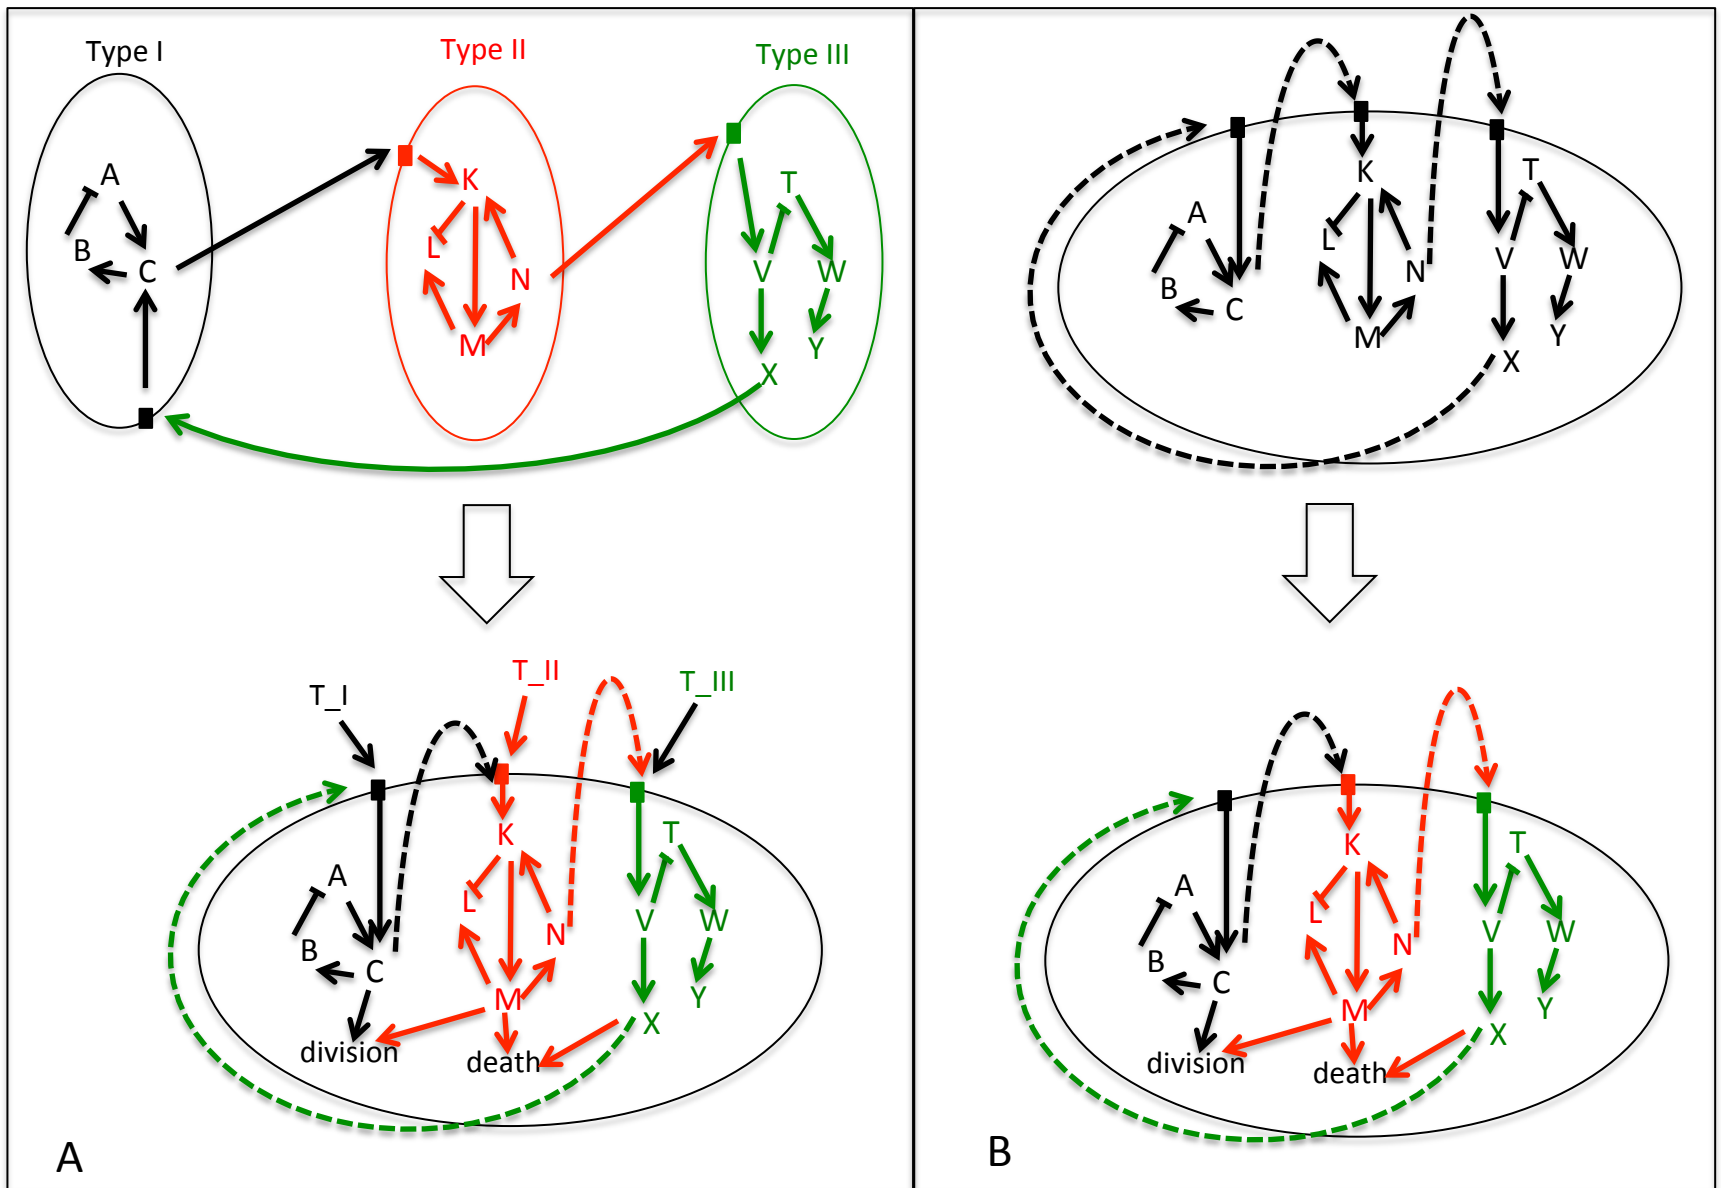 Type I
Type II
Type III
A
B
C
K
L
N
M
T
V
W
Y
X
T_I
T_II
T_III
A
B
C
K
L
N
M
T
V
W
Y
X
division
death
A
K
T
A
L
N
V
W
B
C
M
Y
X
K
T
A
L
N
V
W
B
C
M
Y
X
division
death
B